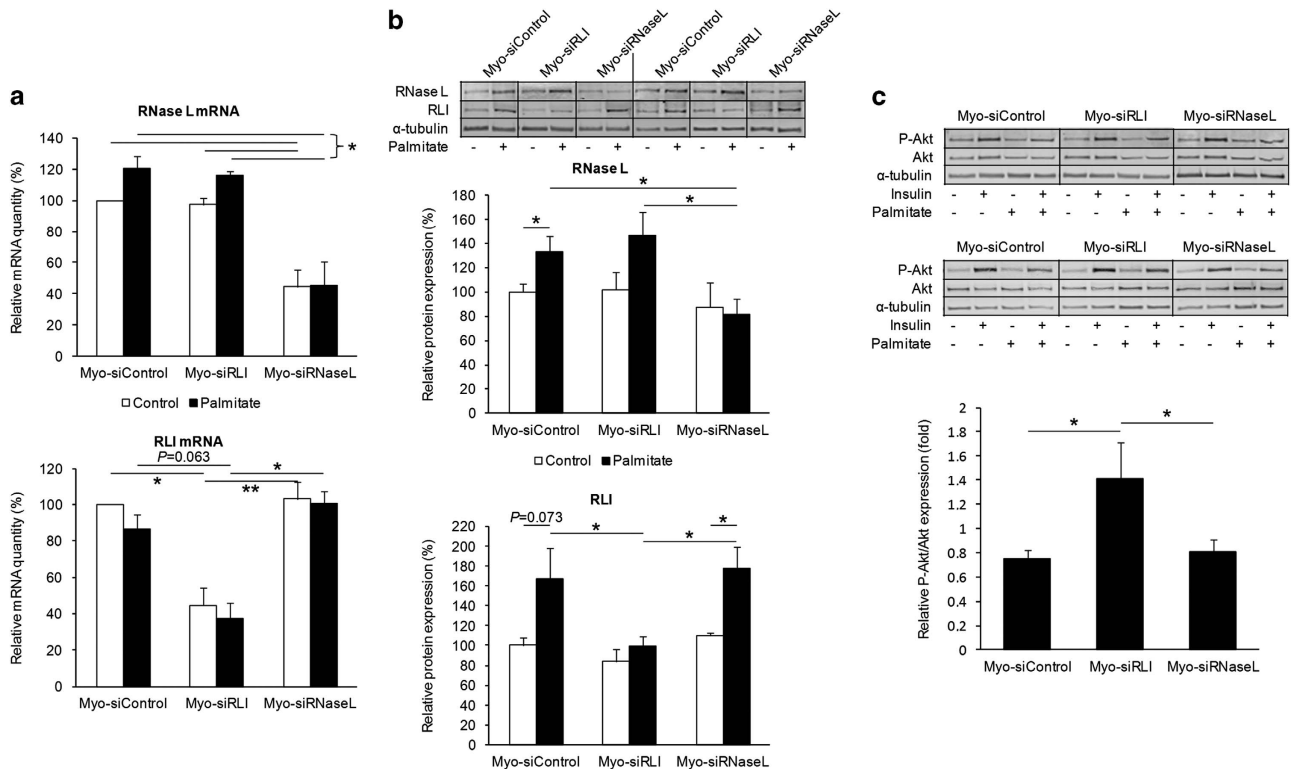 a
RNase L mRNA
*
Relative mRNA quantity (%)
140
120
100
80
60
40
20
0
Myo-siControl Myo-siRLI Myo-siRNaseL
Control Palmitate
RLI mRNA
P=0.063
* ** *
Relative mRNA quantity (%)
120
100
80
60
40
20
0
Myo-siControl Myo-siRLI Myo-siRNaseL
b
Myo-siControl Myo-siRLI Myo-siRNaseL Myo-siControl Myo-siRLI Myo-siRNaseL
RNase L
RLI
α-tubulin
Palmitate - + - + - + - + - + - +
RNase L
* * *
Relative protein expression (%)
180
160
140
120
100
80
60
40
20
0
Myo-siControl Myo-siRLI Myo-siRNaseL
Control Palmitate
RLI
P=0.073 * * *
Relative protein expression (%)
220
200
180
160
140
120
100
80
60
40
20
0
Myo-siControl Myo-siRLI Myo-siRNaseL
c
Myo-siControl Myo-siRLI Myo-siRNaseL
P-Akt
Akt
α-tubulin
Insulin - + - + - + - + - + - +
Palmitate - - + + - - + + - - + +
Myo-siControl Myo-siRLI Myo-siRNaseL
P-Akt
Akt
α-tubulin
Insulin - + - + - + - + - + - +
Palmitate - - + + - - + + - - + +
* *
Relative P-Akt/Akt expression (fold)
2
1.8
1.6
1.4
1.2
1
0.8
0.6
0.4
0.2
0
Myo-siControl Myo-siRLI Myo-siRNaseL